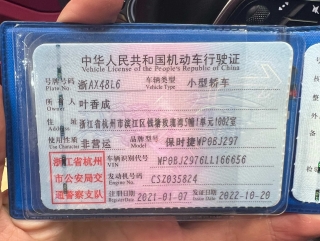 中华人民共和国机动车行驶证
Vehicle License of the People's Republic of China
号牌号码 浙AX48L6 车辆类型 小型轿车
Plate No. Vehicle Type
所有人 叶香成
Owner
住址 浙江省杭州市滨江区钱塘玫瑰湾5幢1单元1002室
Address
使用性质 非营运 品牌型号 保时捷WP0BJ297
Use Character Model
浙江省杭州 车辆识别代号 WP0BJ2976LL166656
VIN
市公安局交 发动机号码 CSZ035824
Engine No.
通警察支队 注册日期 2021-01-07 发证日期 2022-10-20
Register Date Issue Date